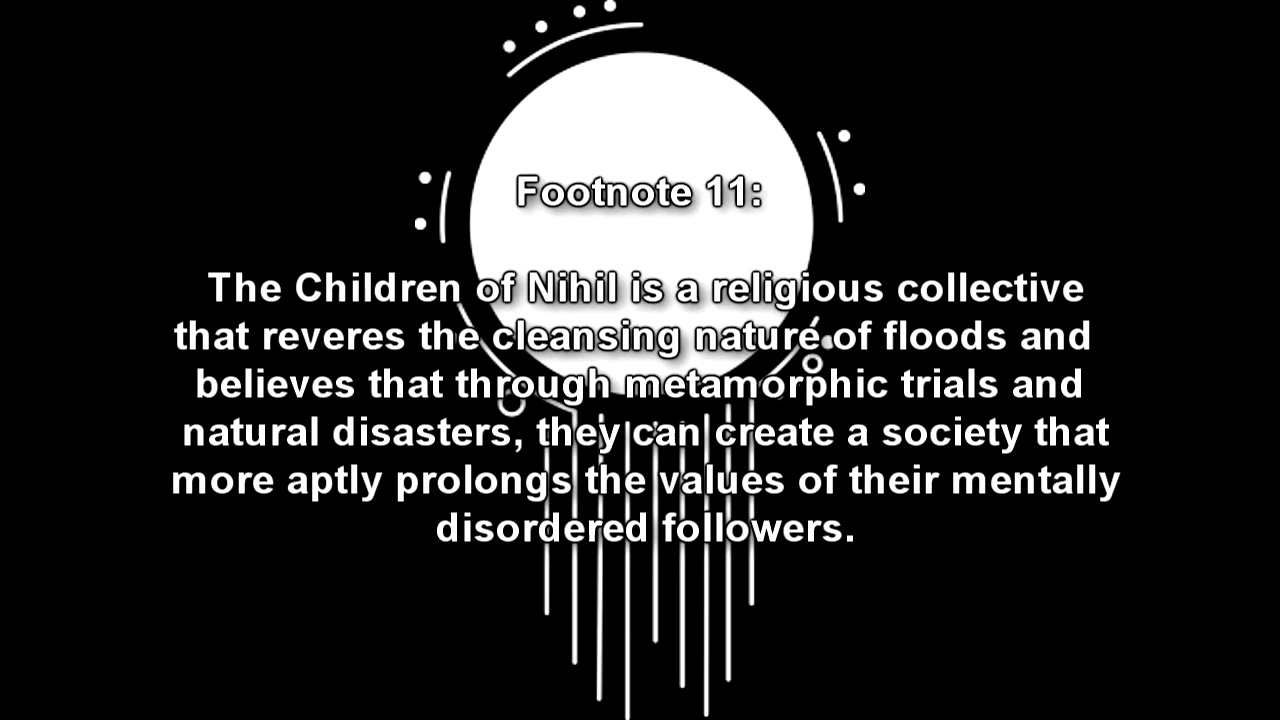 Footnote 11:
The Children of Nihil is a religious collective
that reveres the cleansing nature of floods and
believes that through metamorphic trials and
natural disasters, they can create a society that
more aptly prolongs the values of their mentally
disordered followers.